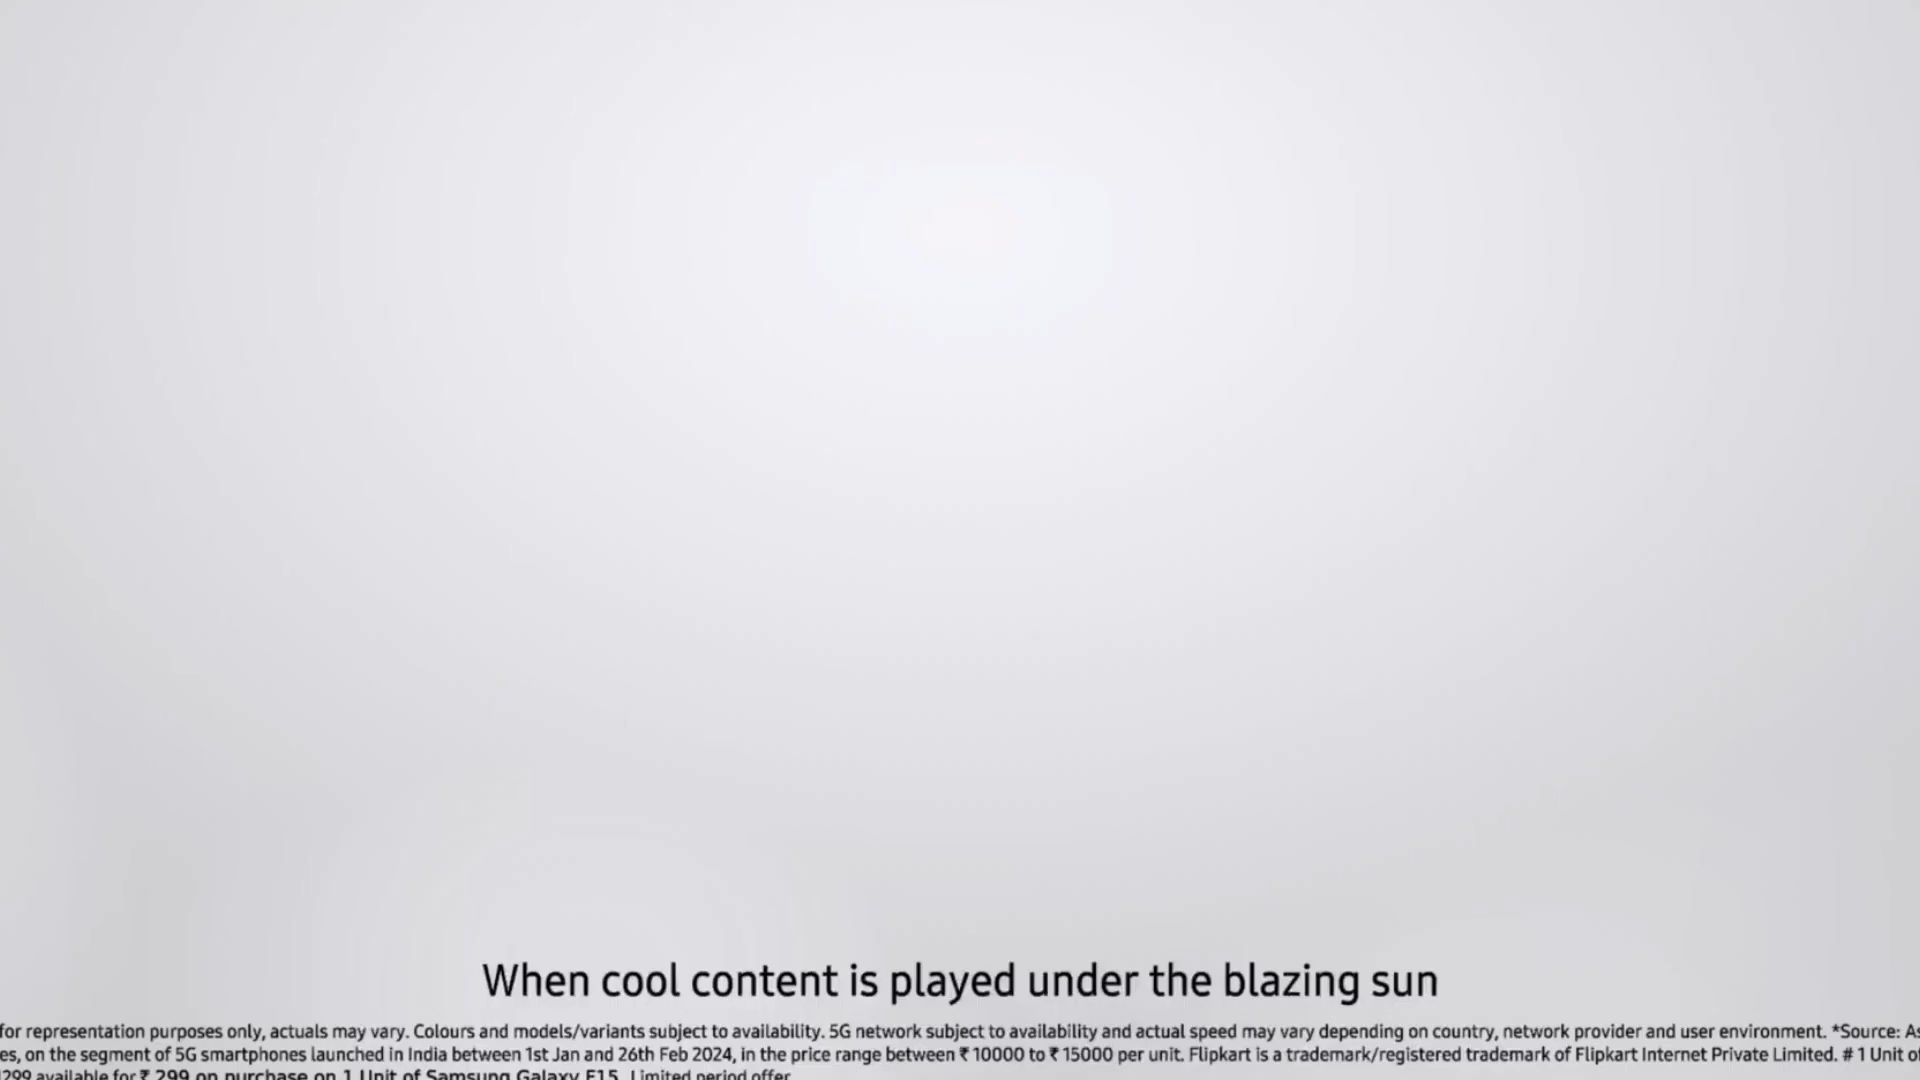 When cool content is played under the blazing sun
for representation purposes only, actuals may vary. Colours and models/variants subject to availability. 5G network subject to availability and actual speed may vary depending on country, network provider and user environment. *Source:
on the segment of 5G smartphones launched in India between 1st Jan and 26th Feb 2024, in the price range between ₹ 10000 to ₹ 15000 per unit. Flipkart is a trademark/registered trademark of Flipkart Internet Private Limited. # 1 Unit of
available for ₹ 299 on purchase on 1 Unit of Samsung Galaxy F15. Limited period offer